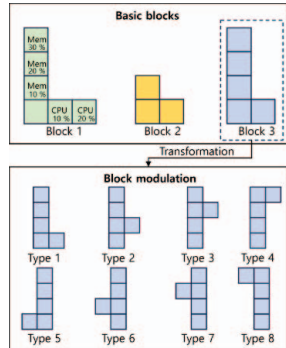 Basic blocks
Mem
30 %
Mem
20 %
Mem
10 %
CPU
10 %
CPU
20 %
Block 1
Block 2
Block 3
Transformation
Block modulation
Type 1
Type 2
Type 3
Type 4
Type 5
Type 6
Type 7
Type 8